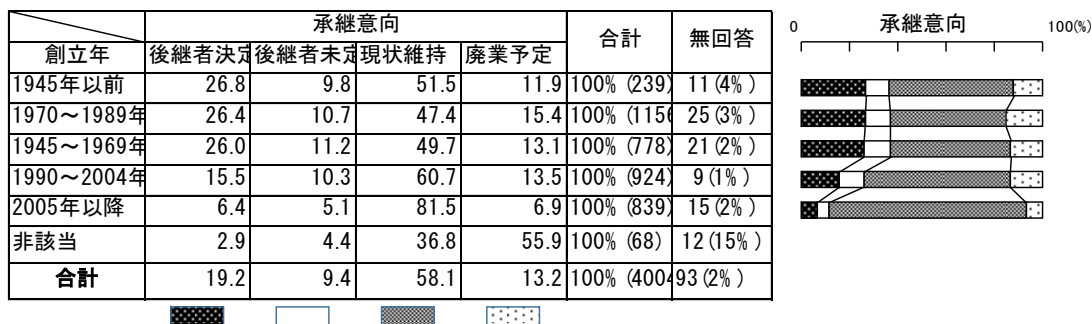 承継意向 合計 無回答
創立年 後継者決定 後継者未定 現状維持 廃業予定
1945年以前 26.8 9.8 51.5 11.9 100% (239) 11(4%)
1970～1989年 26.4 10.7 47.4 15.4 100% (1156 25(3%)
1945～1969年 26.0 11.2 49.7 13.1 100% (778) 21(2%)
1990～2004年 15.5 10.3 60.7 13.5 100% (924) 9(1%)
2005年以降 6.4 5.1 81.5 6.9 100% (839) 15(2%)
非該当 2.9 4.4 36.8 55.9 100% (68) 12(15%)
合計 19.2 9.4 58.1 13.2 100% (4004 93(2%)
0 承継意向 100(%)